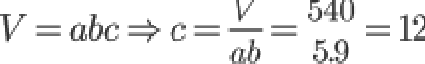 V = abc ⇒ c = V/ab = 540/5.9 = 12